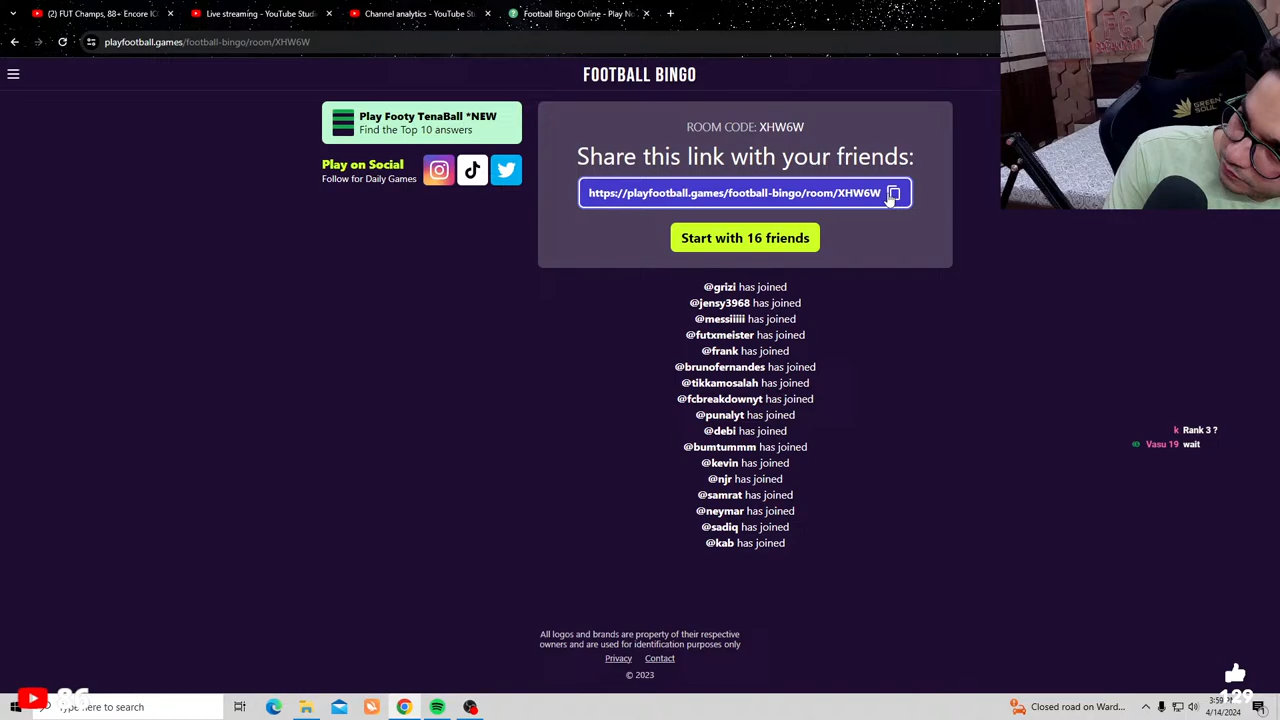 (2) FUT Champs, 88+ Encore IC
Live streaming - YouTube Studi
Channel analytics - YouTube St
Football Bingo Online - Play No
playfootball.games/football-bingo/room/XHW6W
FOOTBALL BINGO
Play Footy TenaBall *NEW
Find the Top 10 answers
Play on Social
Follow for Daily Games
ROOM CODE: XHW6W
Share this link with your friends:
https://playfootball.games/football-bingo/room/XHW6W
Start with 16 friends
@grizi has joined
@jensy3968 has joined
@messiiiii has joined
@futxmeister has joined
@frank has joined
@brunofernandes has joined
@tikkamosalah has joined
@fcbreakdownyt has joined
@punalyt has joined
@debi has joined
@bumtummm has joined
@kevin has joined
@njr has joined
@samrat has joined
@neymar has joined
@sadiq has joined
@kab has joined
k Rank 3 ?
Vasu 19 wait
GREEN SOUL
All logos and brands are property of their respective
owners and are used for identification purposes only
Privacy Contact
© 2023
86
129
Type here to search
Closed road on Ward...
3:59 P
4/14/2024